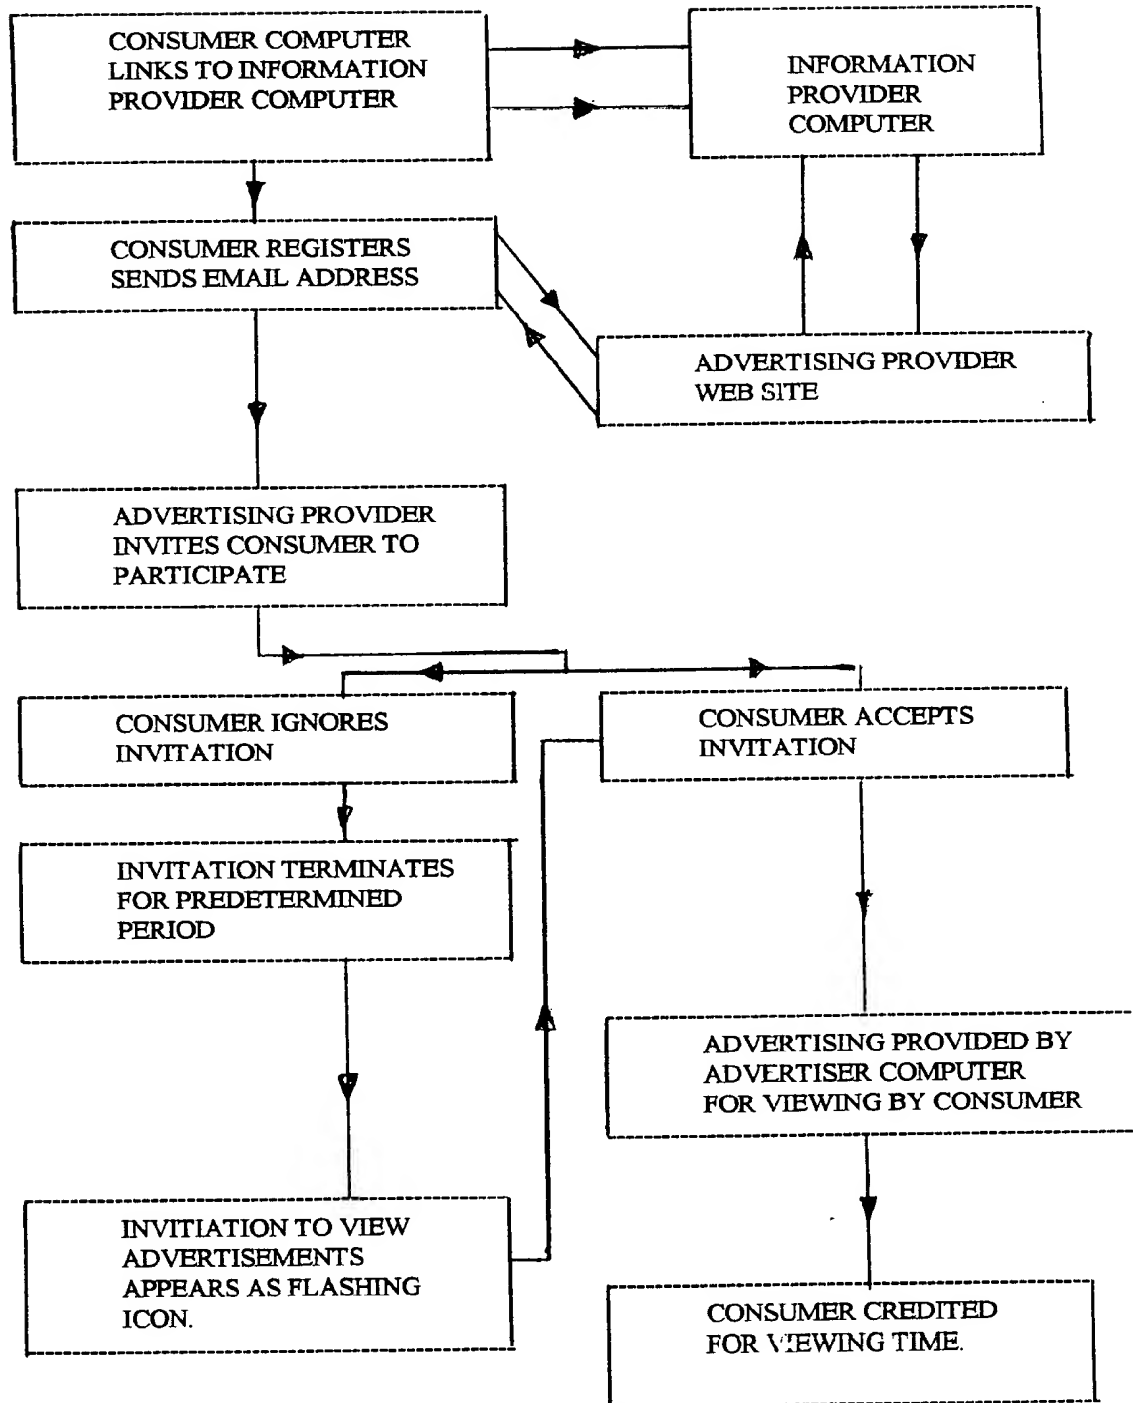 CONSUMER COMPUTER
LINKS TO INFORMATION
PROVIDER COMPUTER
INFORMATION
PROVIDER
COMPUTER
CONSUMER REGISTERS
SENDS EMAIL ADDRESS
ADVERTISING PROVIDER
WEB SITE
ADVERTISING PROVIDER
INVITES CONSUMER TO
PARTICIPATE
CONSUMER IGNORES
INVITATION
CONSUMER ACCEPTS
INVITATION
INVITATION TERMINATES
FOR PREDETERMINED
PERIOD
ADVERTISING PROVIDED BY
ADVERTISER COMPUTER
FOR VIEWING BY CONSUMER
INVITIATION TO VIEW
ADVERTISEMENTS
APPEARS AS FLASHING
ICON.
CONSUMER CREDITED
FOR VIEWING TIME.